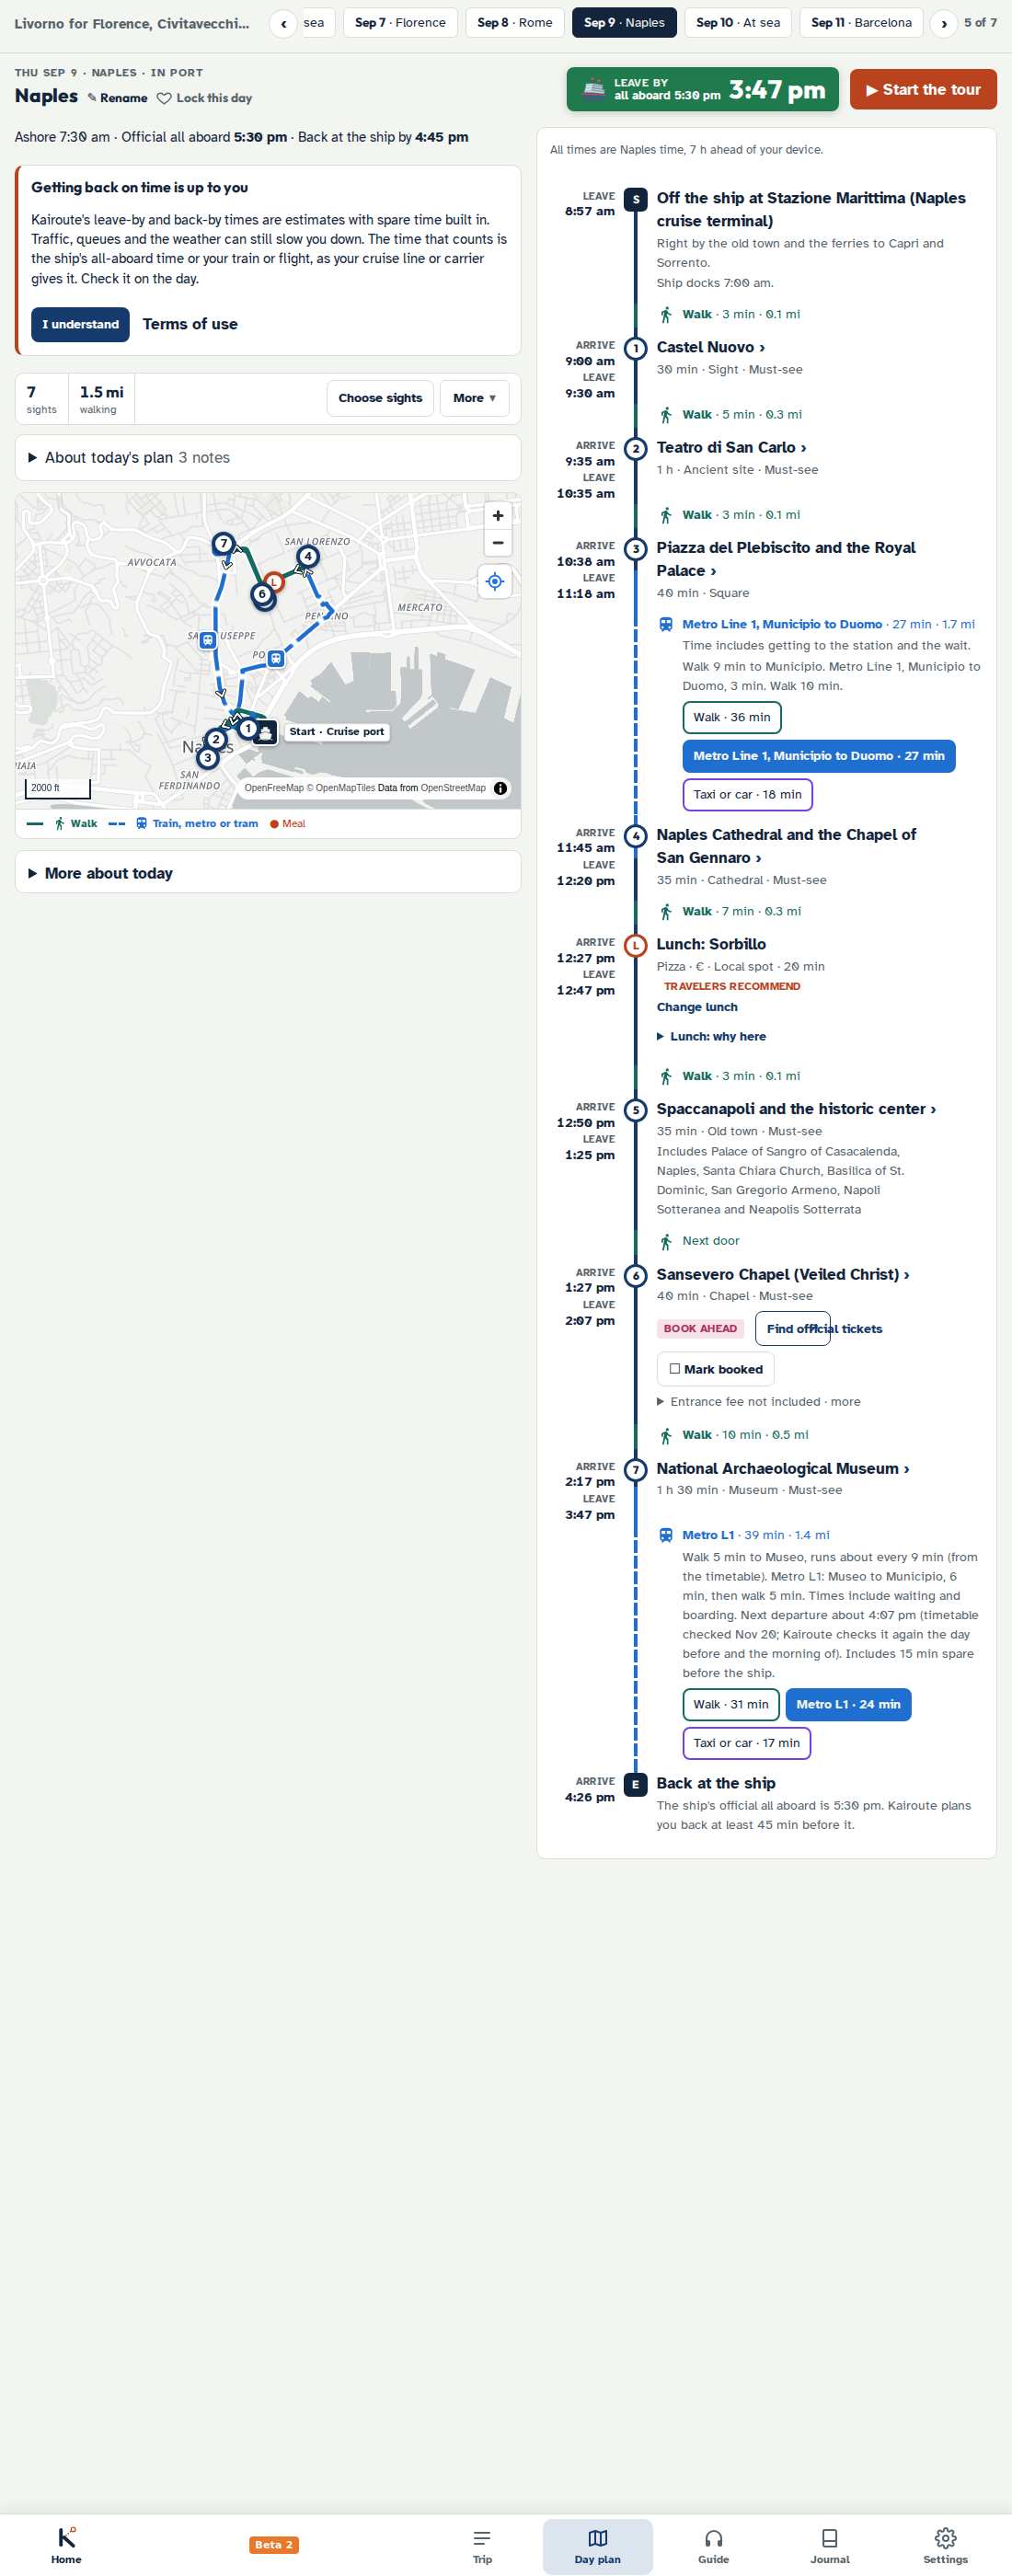 Livorno for Florence, Civitavecchi...
‹
sea
Sep 7 · Florence
Sep 8 · Rome
Sep 9 · Naples
Sep 10 · At sea
Sep 11 · Barcelona
›
5 of 7
THU SEP 9 · NAPLES · IN PORT
Naples
✎ Rename
Lock this day
LEAVE BY
all aboard 5:30 pm
3:47 pm
▶ Start the tour
Ashore 7:30 am · Official all aboard 5:30 pm · Back at the ship by 4:45 pm
Getting back on time is up to you
Kairoute's leave-by and back-by times are estimates with spare time built in.
Traffic, queues and the weather can still slow you down. The time that counts is
the ship's all-aboard time or your train or flight, as your cruise line or carrier
gives it. Check it on the day.
I understand
Terms of use
7
sights
1.5 mi
walking
Choose sights
More ▼
▶ About today's plan 3 notes
AVVOCATA
SAN LORENZO
MERCATO
SAN
FERDINANDO
Start · Cruise port
7
4
L
6
1
2
3
+
−
2000 ft
OpenFreeMap © OpenMapTiles Data from OpenStreetMap
Walk
Train, metro or tram
Meal
▶ More about today
All times are Naples time, 7 h ahead of your device.
LEAVE
8:57 am
S
Off the ship at Stazione Marittima (Naples
cruise terminal)
Right by the old town and the ferries to Capri and
Sorrento.
Ship docks 7:00 am.
Walk · 3 min · 0.1 mi
ARRIVE
9:00 am
LEAVE
9:30 am
1
Castel Nuovo ›
30 min · Sight · Must-see
Walk · 5 min · 0.3 mi
ARRIVE
9:35 am
LEAVE
10:35 am
2
Teatro di San Carlo ›
1 h · Ancient site · Must-see
Walk · 3 min · 0.1 mi
ARRIVE
10:38 am
LEAVE
11:18 am
3
Piazza del Plebiscito and the Royal
Palace ›
40 min · Square
Metro Line 1, Municipio to Duomo · 27 min · 1.7 mi
Time includes getting to the station and the wait.
Walk 9 min to Municipio. Metro Line 1, Municipio to
Duomo, 3 min. Walk 10 min.
Walk · 36 min
Metro Line 1, Municipio to Duomo · 27 min
Taxi or car · 18 min
ARRIVE
11:45 am
LEAVE
12:20 pm
4
Naples Cathedral and the Chapel of
San Gennaro ›
35 min · Cathedral · Must-see
Walk · 7 min · 0.3 mi
ARRIVE
12:27 pm
LEAVE
12:47 pm
L
Lunch: Sorbillo
Pizza · € · Local spot · 20 min
TRAVELERS RECOMMEND
Change lunch
▶ Lunch: why here
Walk · 3 min · 0.1 mi
ARRIVE
12:50 pm
LEAVE
1:25 pm
5
Spaccanapoli and the historic center ›
35 min · Old town · Must-see
Includes Palace of Sangro of Casacalenda,
Naples, Santa Chiara Church, Basilica of St.
Dominic, San Gregorio Armeno, Napoli
Sotteranea and Neapolis Sotterrata
Next door
ARRIVE
1:27 pm
LEAVE
2:07 pm
6
Sansevero Chapel (Veiled Christ) ›
40 min · Chapel · Must-see
BOOK AHEAD
Find official tickets
☐ Mark booked
▶ Entrance fee not included · more
Walk · 10 min · 0.5 mi
ARRIVE
2:17 pm
LEAVE
3:47 pm
7
National Archaeological Museum ›
1 h 30 min · Museum · Must-see
Metro L1 · 39 min · 1.4 mi
Walk 5 min to Museo, runs about every 9 min (from
the timetable). Metro L1: Museo to Municipio, 6
min, then walk 5 min. Times include waiting and
boarding. Next departure about 4:07 pm (timetable
checked Nov 20; Kairoute checks it again the day
before and the morning of). Includes 15 min spare
before the ship.
Walk · 31 min
Metro L1 · 24 min
Taxi or car · 17 min
ARRIVE
4:26 pm
E
Back at the ship
The ship's official all aboard is 5:30 pm. Kairoute plans
you back at least 45 min before it.
Home
Beta 2
Trip
Day plan
Guide
Journal
Settings